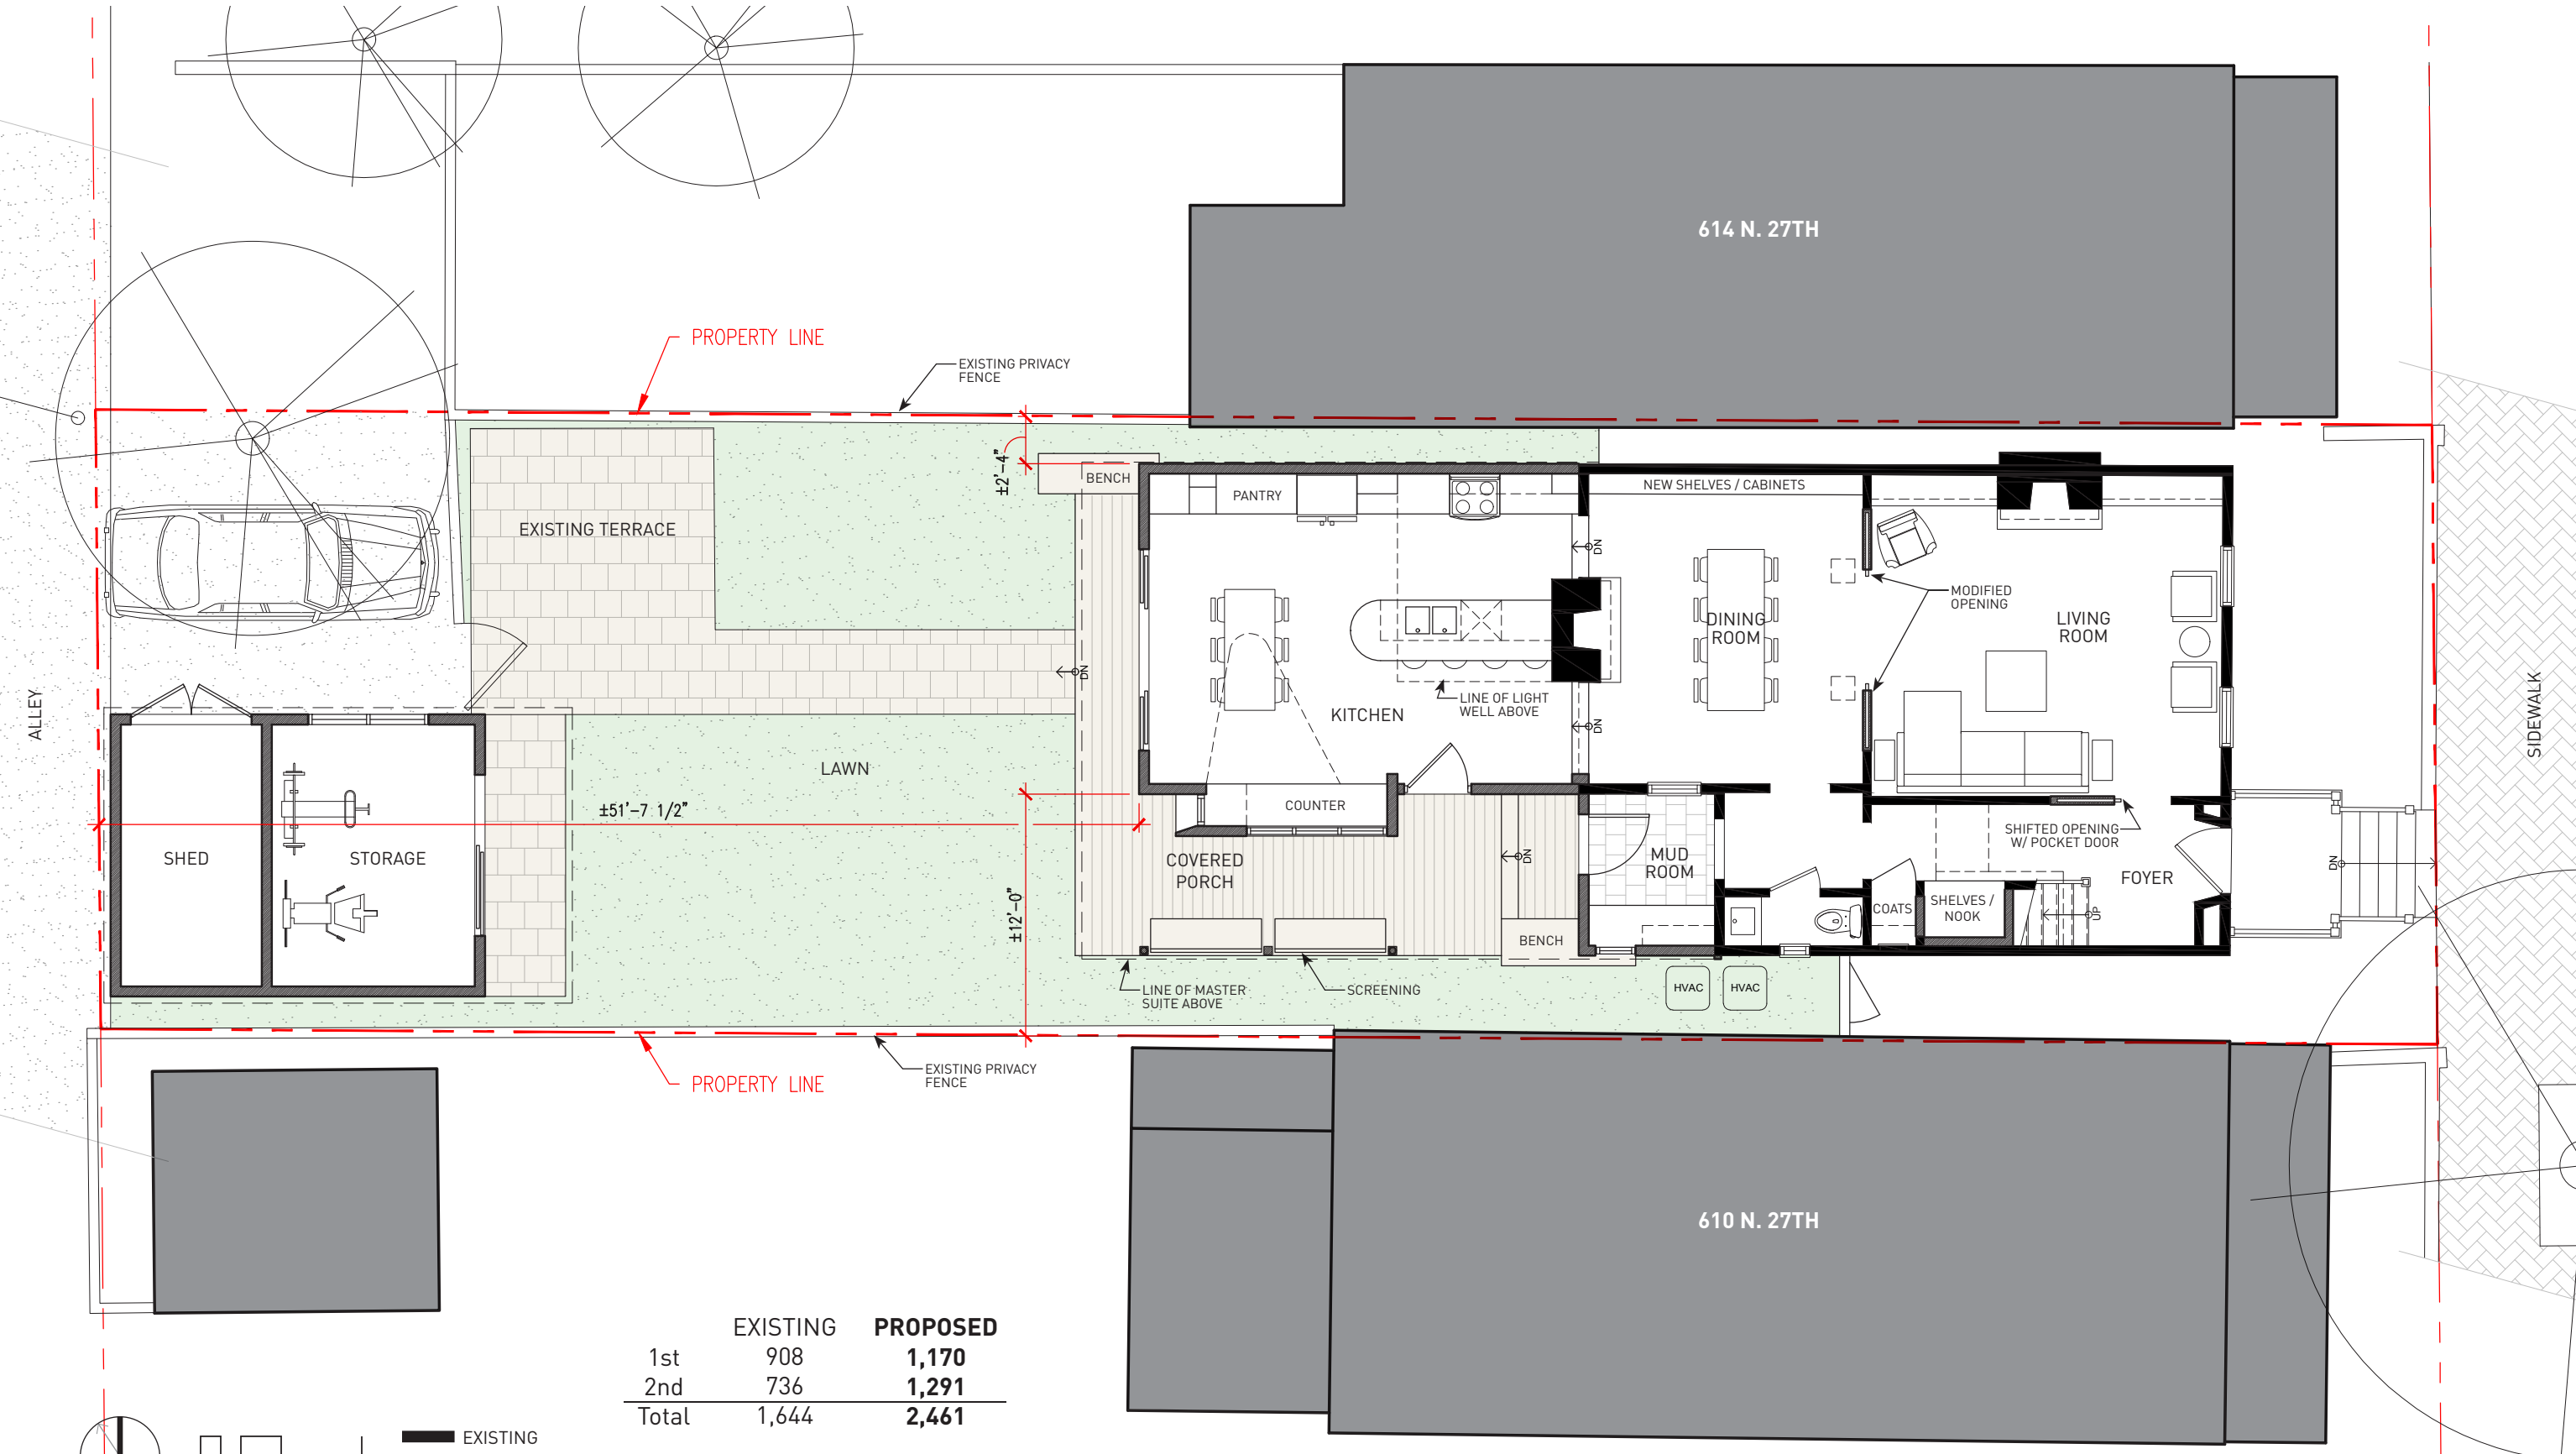 614 N. 27TH
PROPERTY LINE
EXISTING PRIVACY
FENCE
±2'-4"
BENCH
PANTRY
NEW SHELVES / CABINETS
EXISTING TERRACE
DN
DN
DN
MODIFIED
OPENING
DINING
ROOM
LIVING
ROOM
LINE OF LIGHT
WELL ABOVE
KITCHEN
ALLEY
SIDEWALK
LAWN
±51'-7 1/2"
COUNTER
SHED
STORAGE
COVERED
PORCH
DN
MUD
ROOM
SHIFTED OPENING
W/ POCKET DOOR
FOYER
DN
±12'-0"
COATS
SHELVES /
NOOK
UP
BENCH
LINE OF MASTER
SUITE ABOVE
SCREENING
HVAC
HVAC
EXISTING PRIVACY
FENCE
PROPERTY LINE
610 N. 27TH
EXISTING PROPOSED
1st 908 1,170
2nd 736 1,291
Total 1,644 2,461
EXISTING